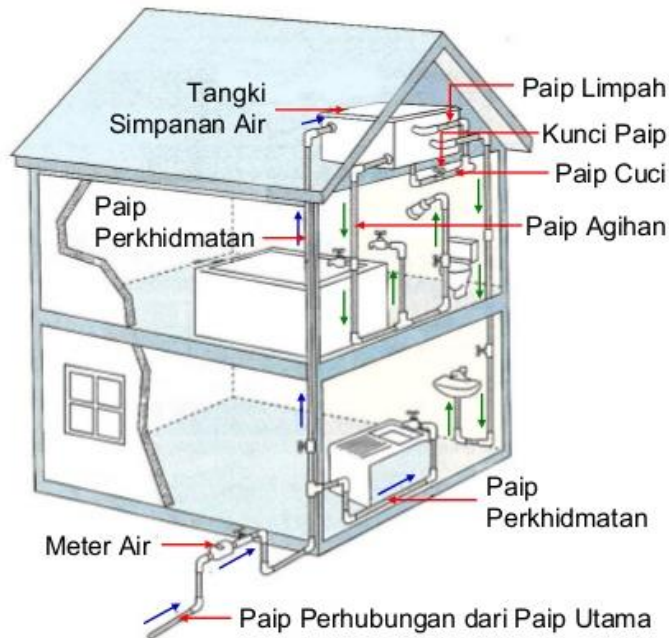 Tangki
Simpanan Air
Paip Limpah
Kunci Paip
Paip Cuci
Paip
Perkhidmatan
Paip Agihan
Paip
Perkhidmatan
Meter Air
Paip Perhubungan dari Paip Utama